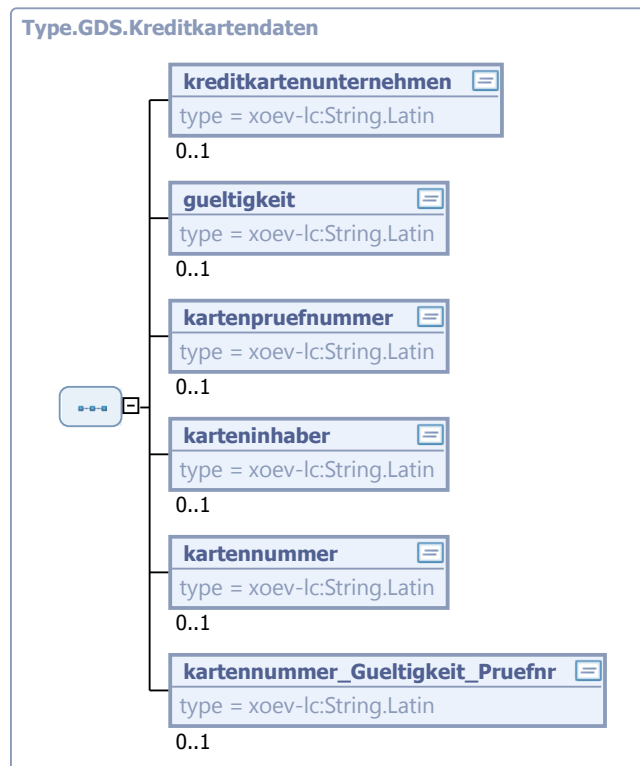 Type.GDS.Kreditkartendaten
kreditkartenunternehmen
type = xoev-lc:String.Latin
0..1
gueltigkeit
type = xoev-lc:String.Latin
0..1
kartenpruefnummer
type = xoev-lc:String.Latin
0..1
karteninhaber
type = xoev-lc:String.Latin
0..1
kartennummer
type = xoev-lc:String.Latin
0..1
kartennummer_Gueltigkeit_Pruefnr
type = xoev-lc:String.Latin
0..1